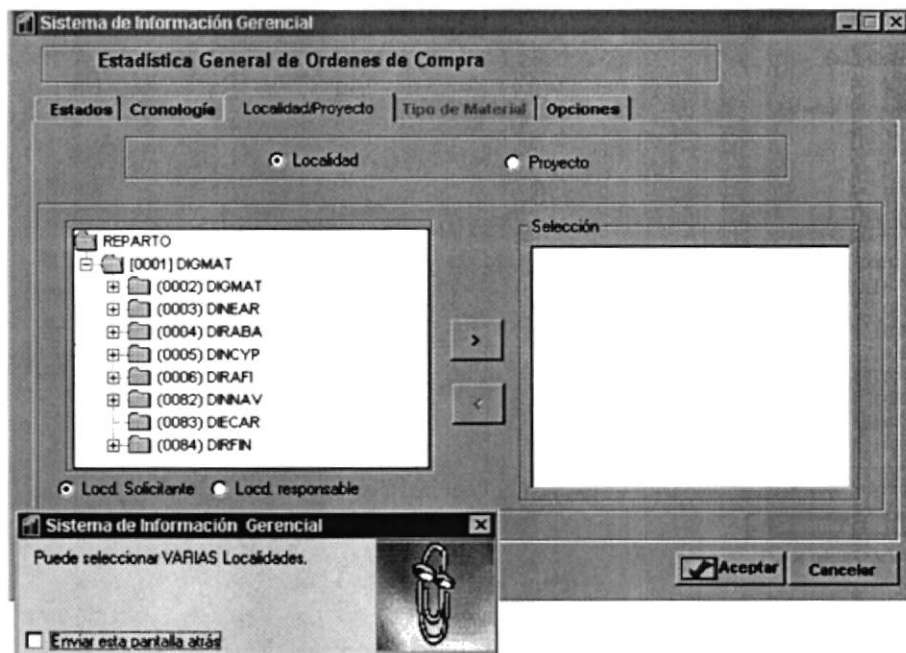 Sistema de Información Gerencial
Estadística General de Ordenes de Compra
Estados Cronología Localidad/Proyecto Tipo de Material Opciones
Localidad Proyecto
REPARTO
[0001] DIGMAT
(0002) DIGMAT
(0003) DINEAR
(0004) DIRABA
(0005) DINCYP
(0006) DIRAFI
(0082) DINNAV
(0083) DIECAR
(0084) DIRFIN
Selección
>
<
Locd. Solicitante Locd. responsable
Sistema de Información Gerencial
Puede seleccionar VARIAS Localidades.
Enviar esta pantalla atrás
Aceptar Cancelar